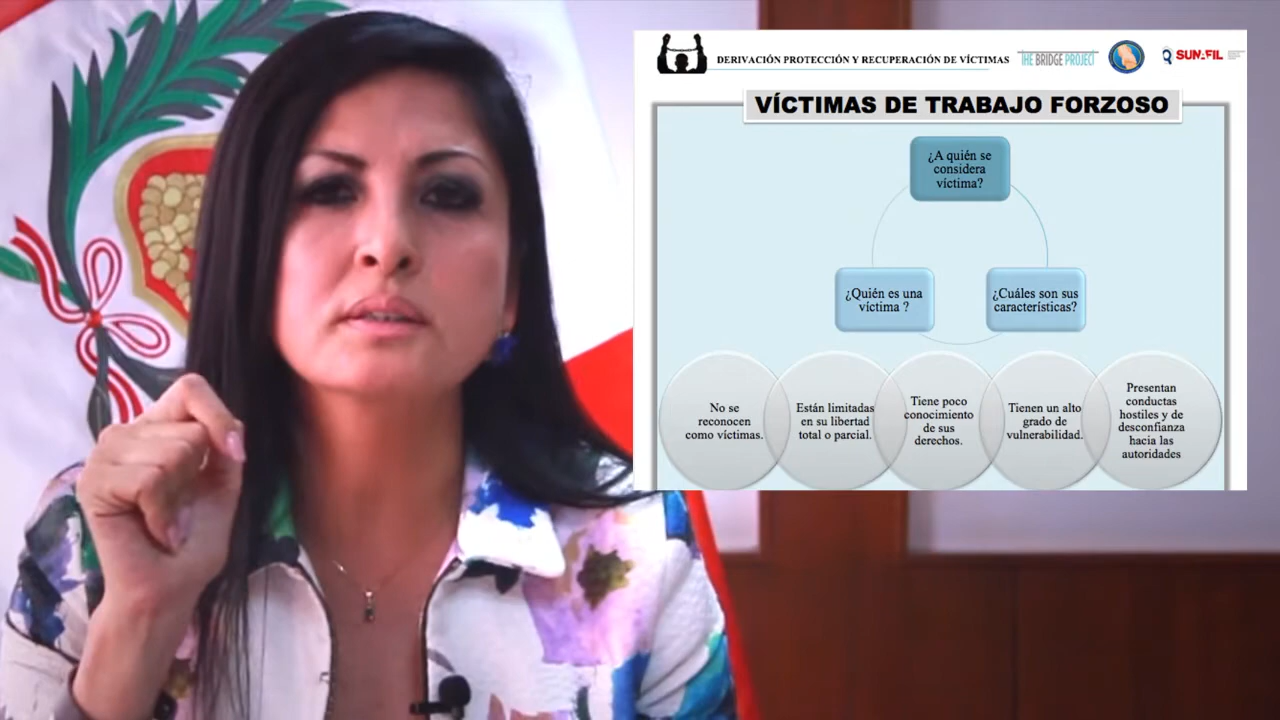 DERIVACIÓN PROTECCIÓN Y RECUPERACIÓN DE VÍCTIMAS
THE BRIDGE PROJECT
SUNAFIL
VÍCTIMAS DE TRABAJO FORZOSO
¿A quién se
considera
víctima?
¿Quién es una
víctima ?
¿Cuáles son sus
características?
No se
reconocen
como víctimas.
Están limitadas
en su libertad
total o parcial.
Tiene poco
conocimiento
de sus
derechos.
Tienen un alto
grado de
vulnerabilidad.
Presentan
conductas
hostiles y de
desconfianza
hacia las
autoridades